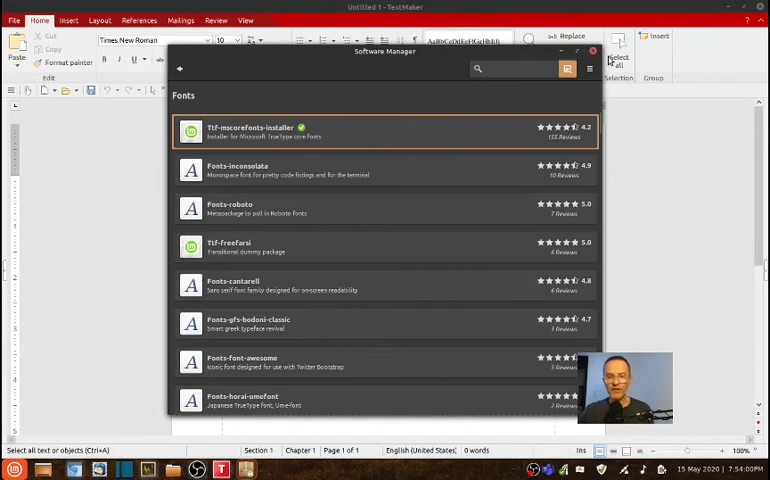 Untitled 1 - TextMaker
File Home Insert Layout References Mailings Review View
Paste Cut Copy Format painter
Times New Roman 10 AaBbCcDdEeFfGgHh Replace Select all Insert
B I U Selection Group
Software Manager
Fonts
Ttf-mscorefonts-installer 4.2
Installer for Microsoft TrueType core fonts 155 Reviews
Fonts-inconsolata 4.9
Monospace font for pretty code listings and for the terminal 10 Reviews
Fonts-roboto 5.0
Metapackage to pull in Roboto fonts 7 Reviews
Ttf-freefarsi 5.0
Transitional dummy package 6 Reviews
Fonts-cantarell 4.8
Sans serif font family designed for on-screen readability 6 Reviews
Fonts-gfs-bodoni-classic 4.7
Smart greek typeface revival 3 Reviews
Fonts-font-awesome
Iconic font designed for use with Twitter Bootstrap
Fonts-horai-umefont
Japanese TrueType font, Ume-font
Select all text or objects (Ctrl+A) Section 1 Chapter 1 Page 1 of 1 English (United States) 0 words Ins 100%
15 May 2020 | 7:54:00PM